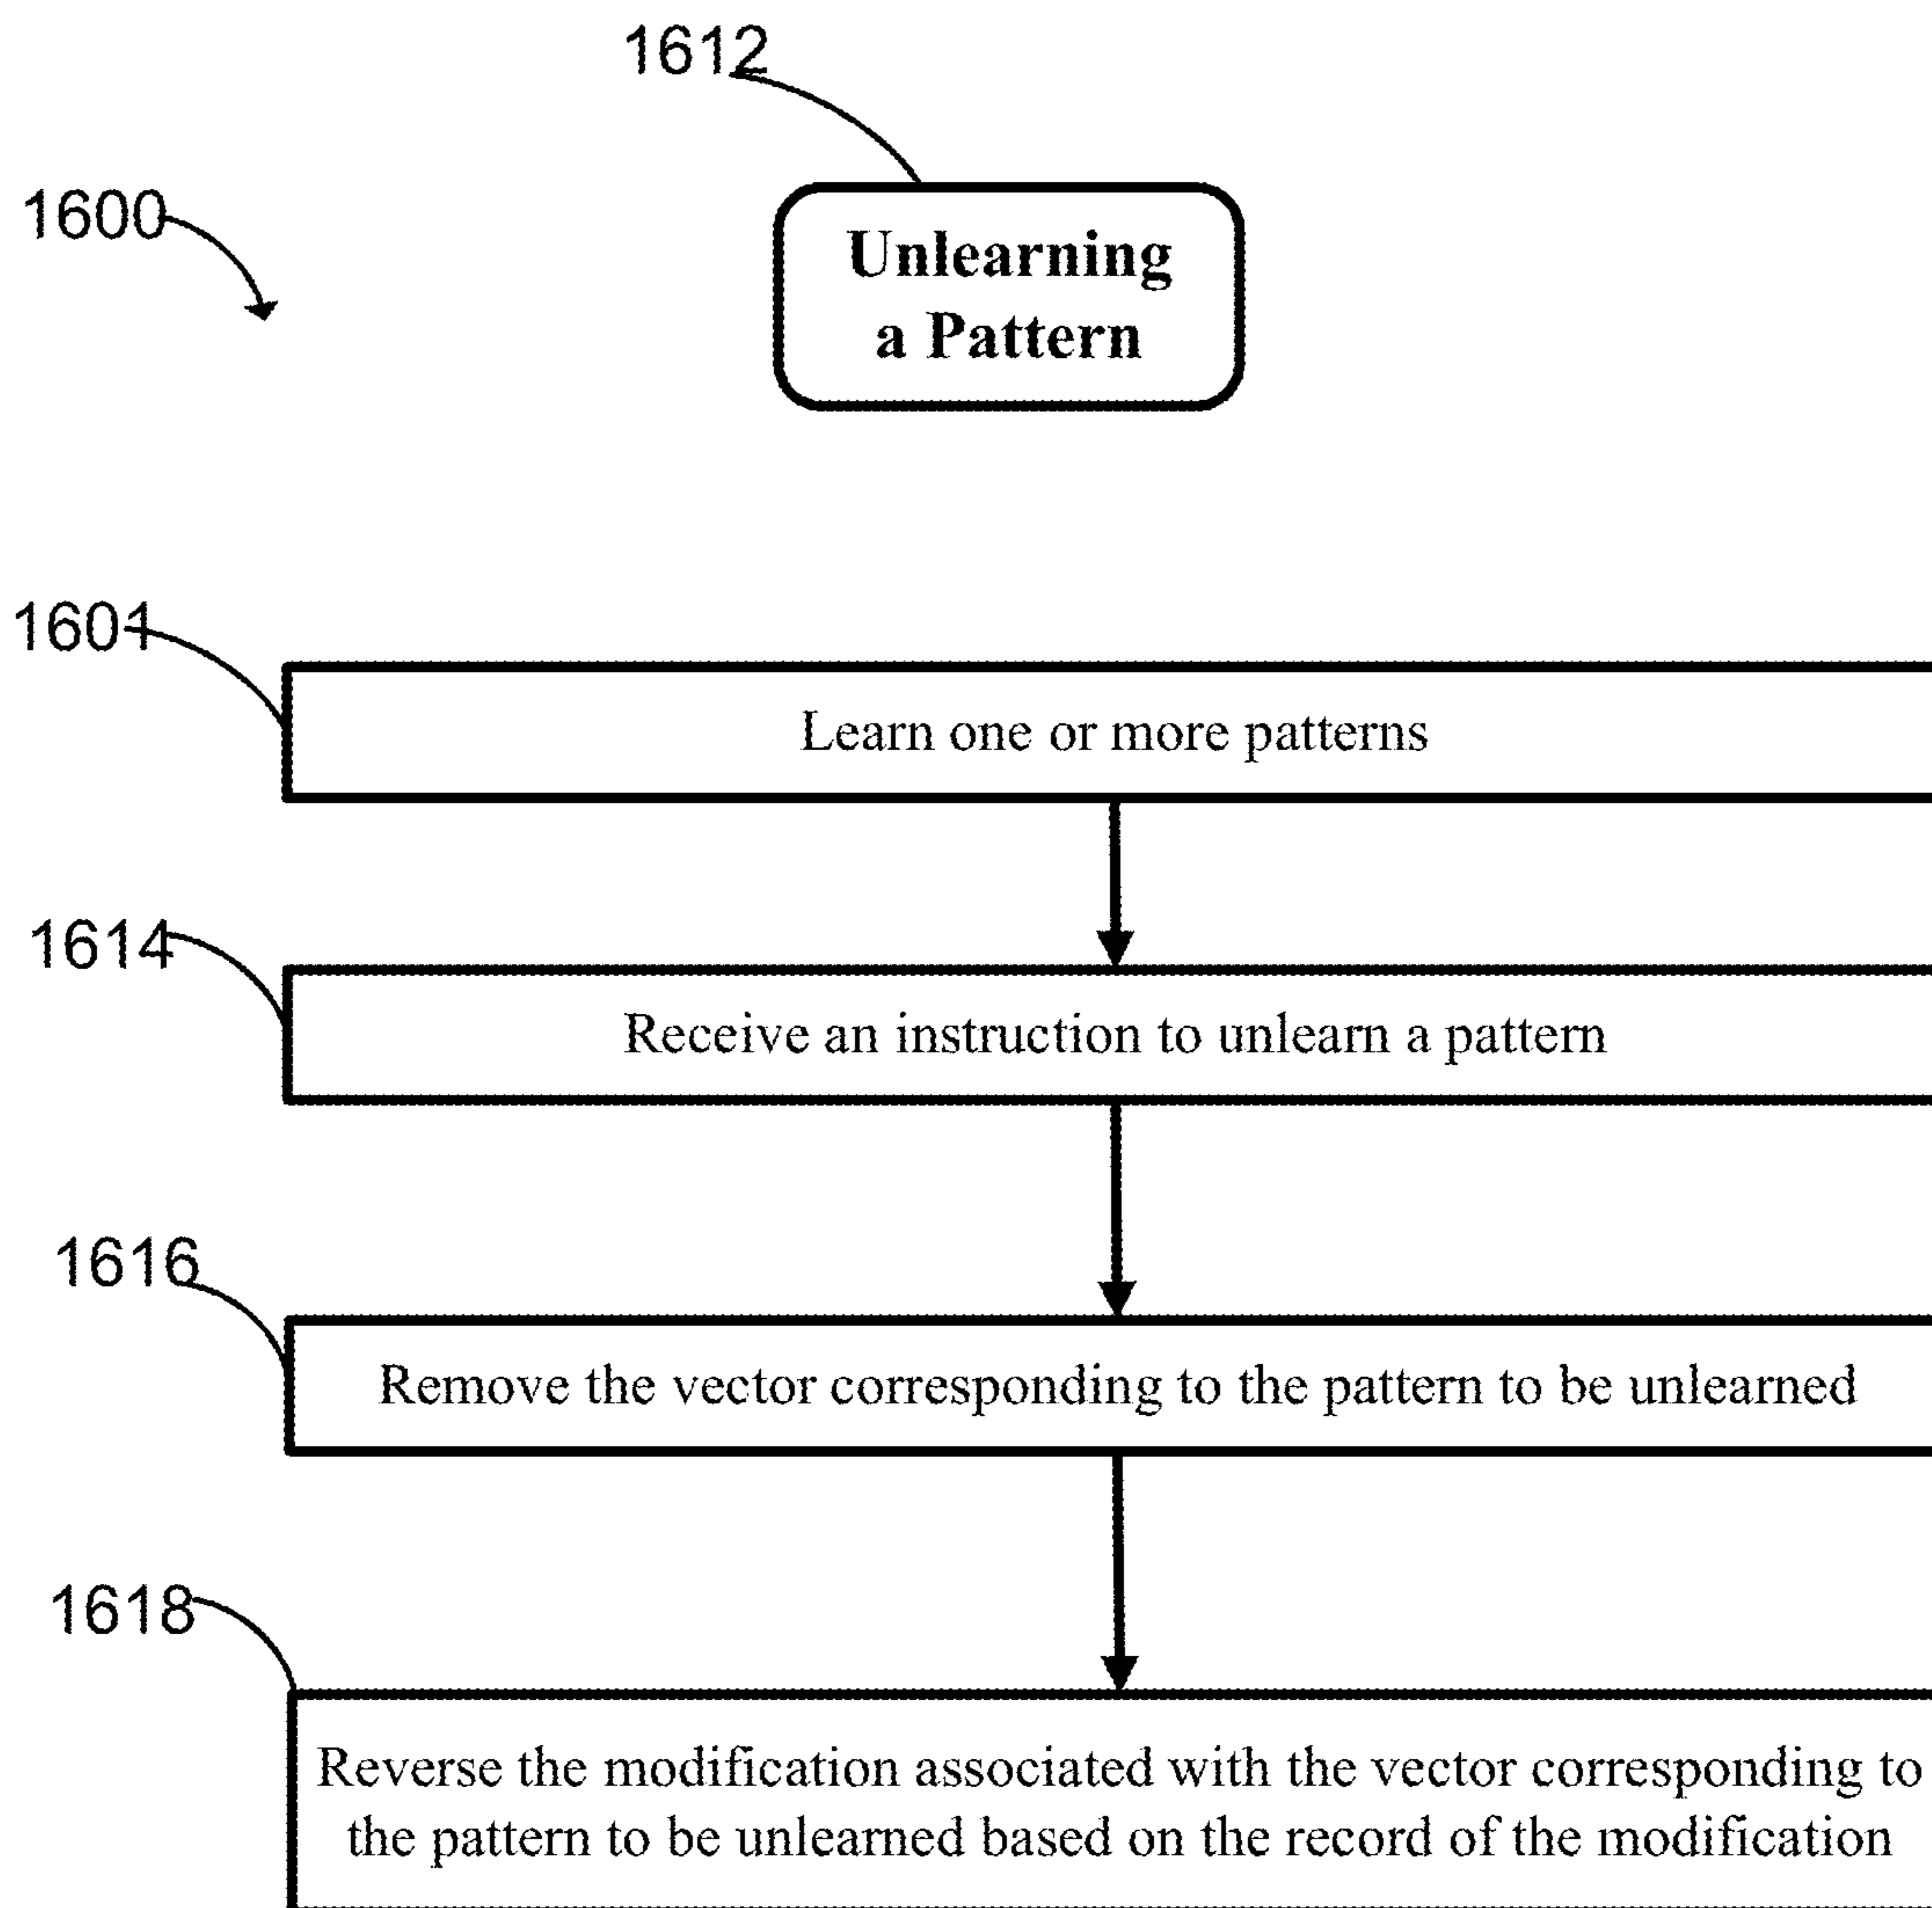 1612
1600
Unlearning
a Pattern
1601
Learn one or more patterns
1614
Receive an instruction to unlearn a pattern
1616
Remove the vector corresponding to the pattern to be unlearned
1618
Reverse the modification associated with the vector corresponding to
the pattern to be unlearned based on the record of the modification